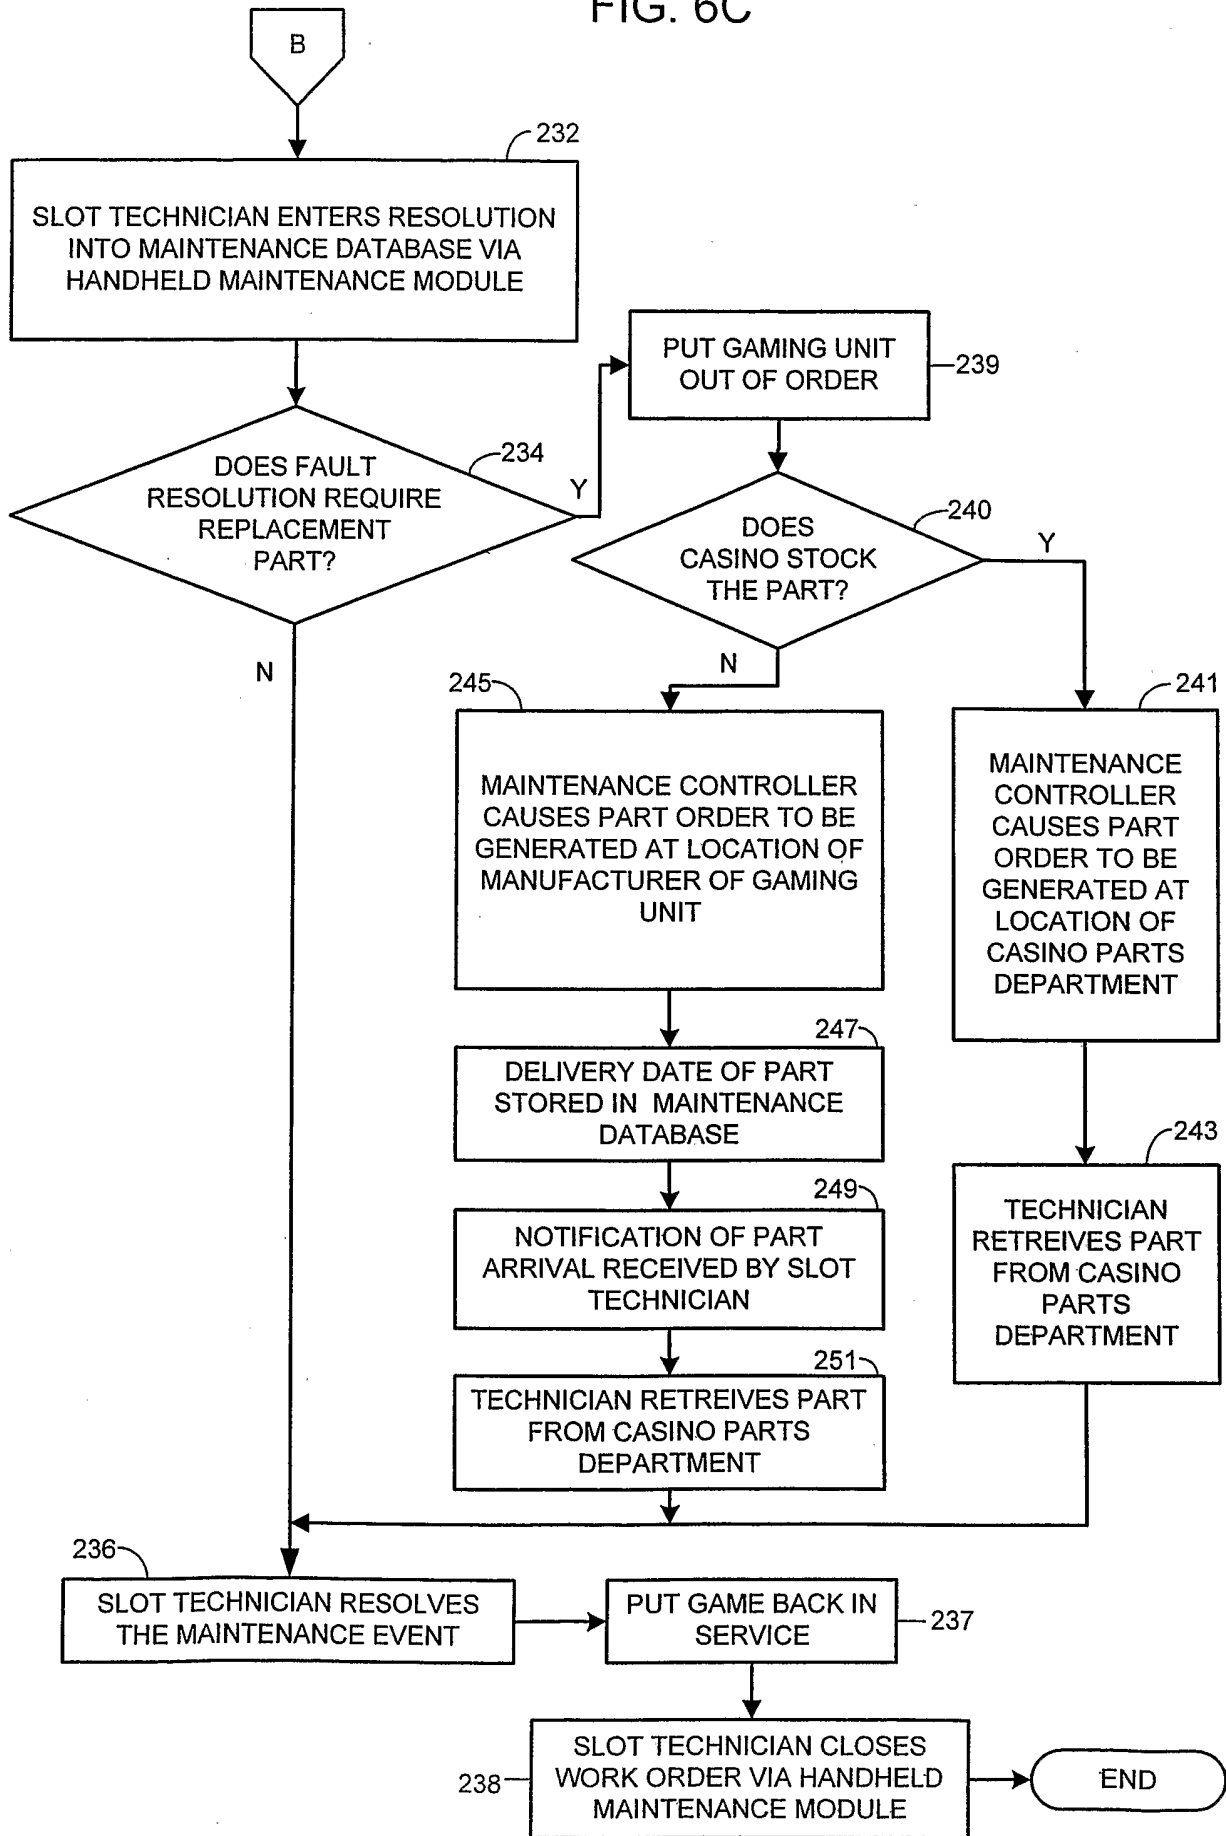 FIG. 6C
B
232
SLOT TECHNICIAN ENTERS RESOLUTION
INTO MAINTENANCE DATABASE VIA
HANDHELD MAINTENANCE MODULE
DOES FAULT
RESOLUTION REQUIRE
REPLACEMENT
PART?
234
Y
N
PUT GAMING UNIT
OUT OF ORDER
239
DOES
CASINO STOCK
THE PART?
240
Y
N
245
MAINTENANCE CONTROLLER
CAUSES PART ORDER TO BE
GENERATED AT LOCATION OF
MANUFACTURER OF GAMING
UNIT
241
MAINTENANCE
CONTROLLER
CAUSES PART
ORDER TO BE
GENERATED AT
LOCATION OF
CASINO PARTS
DEPARTMENT
247
DELIVERY DATE OF PART
STORED IN MAINTENANCE
DATABASE
249
NOTIFICATION OF PART
ARRIVAL RECEIVED BY SLOT
TECHNICIAN
243
TECHNICIAN
RETREIVES PART
FROM CASINO
PARTS
DEPARTMENT
251
TECHNICIAN RETREIVES PART
FROM CASINO PARTS
DEPARTMENT
236
SLOT TECHNICIAN RESOLVES
THE MAINTENANCE EVENT
PUT GAME BACK IN
SERVICE
237
238
SLOT TECHNICIAN CLOSES
WORK ORDER VIA HANDHELD
MAINTENANCE MODULE
END